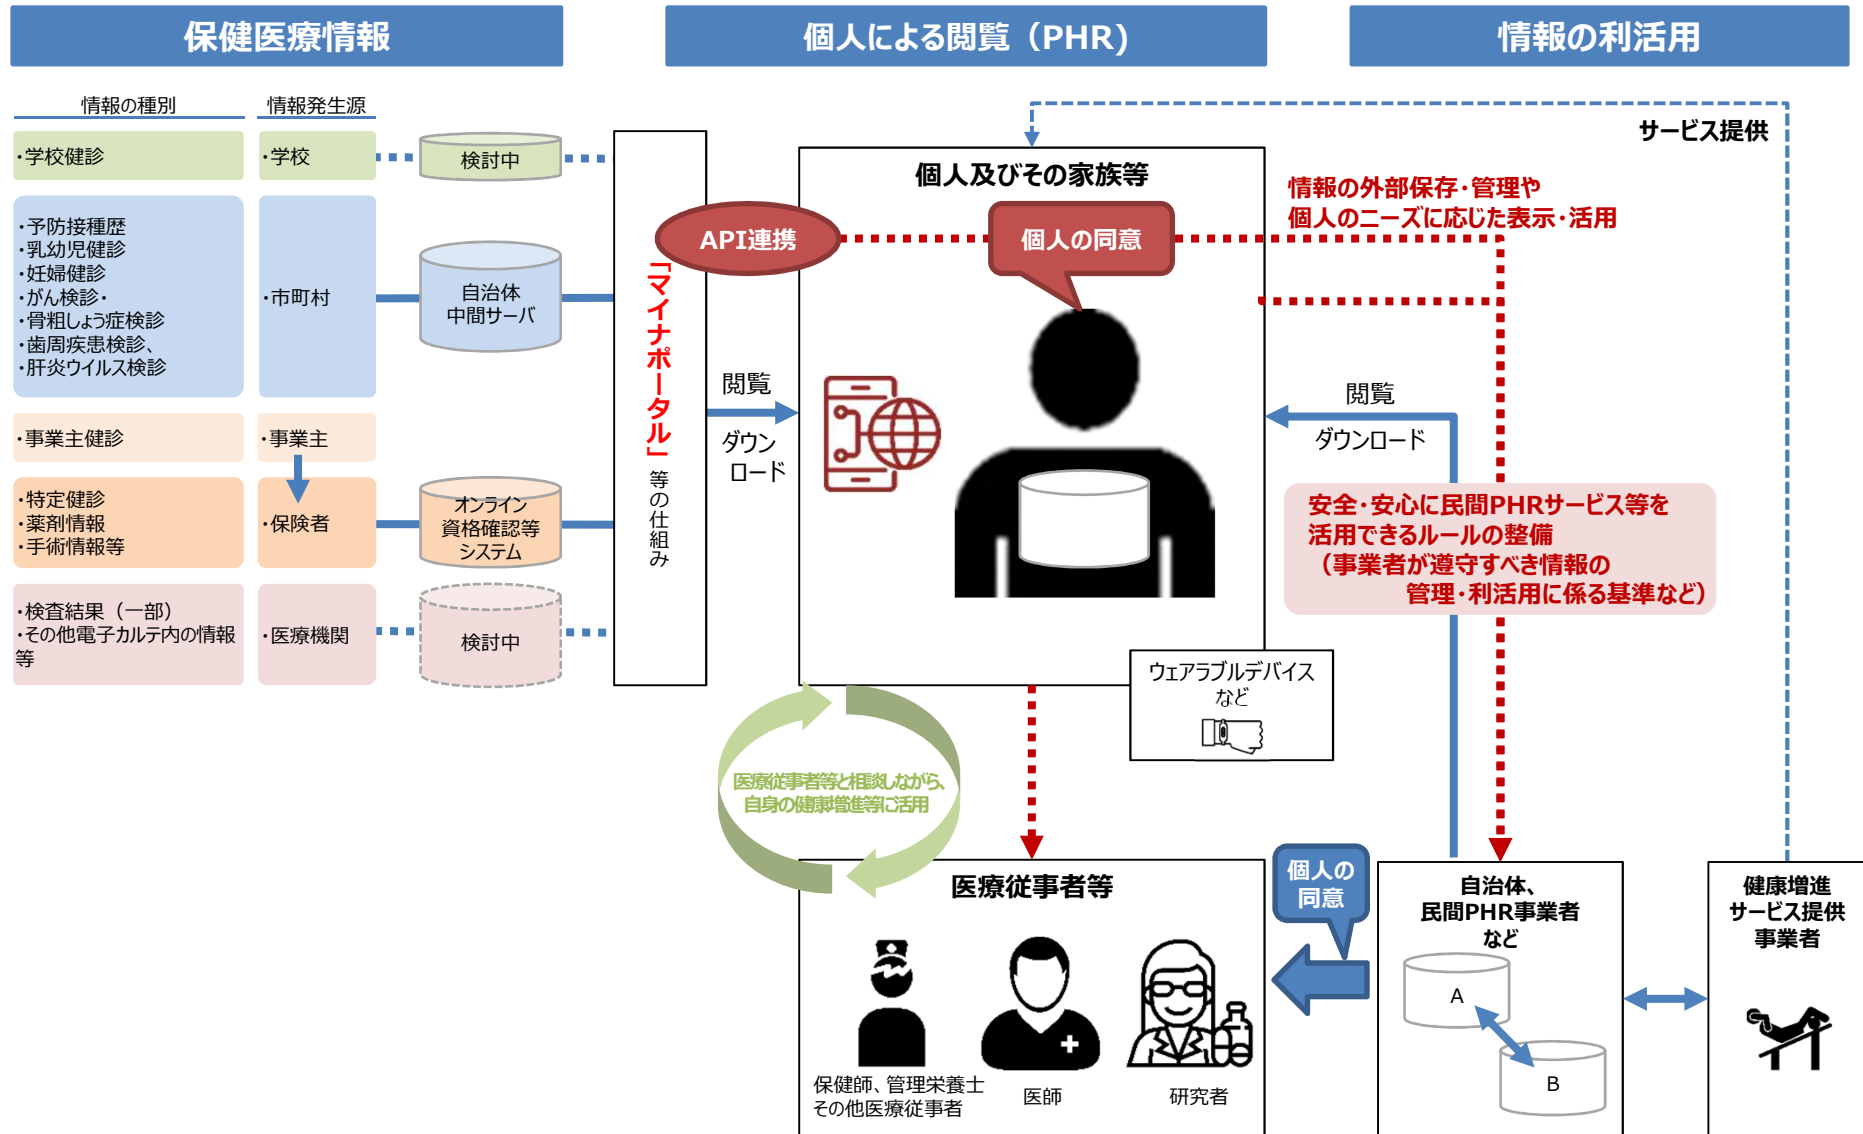 保健医療情報
個人による閲覧（PHR）
情報の利活用
情報の種別
情報発生源
・学校健診
・学校
検討中
・予防接種歴
・乳幼児健診
・妊婦健診
・がん検診・
・骨粗しょう症検診
・歯周疾患検診、
・肝炎ウイルス検診
・市町村
自治体
中間サーバ
・事業主健診
・事業主
・特定健診
・薬剤情報
・手術情報等
・保険者
オンライン
資格確認等
システム
・検査結果（一部）
・その他電子カルテ内の情報
等
・医療機関
検討中
「マイナポータル」等の仕組み
API連携
閲覧
ダウン
ロード
個人及びその家族等
個人の同意
ウェアラブルデバイス
など
サービス提供
情報の外部保存・管理や
個人のニーズに応じた表示・活用
閲覧
ダウンロード
安全・安心に民間PHRサービス等を
活用できるルールの整備
（事業者が遵守すべき情報の
管理・利活用に係る基準など）
医療従事者等と相談しながら、
自身の健康増進等に活用
医療従事者等
保健師、管理栄養士
その他医療従事者
医師
研究者
個人の
同意
自治体、
民間PHR事業者
など
A
B
健康増進
サービス提供
事業者